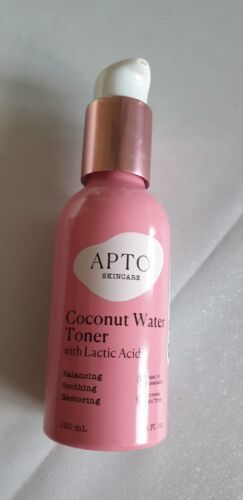 APTO
SKINCARE
Coconut Water
Toner
with Lactic Acid
Balancing
Soothing
Restoring
120 mL